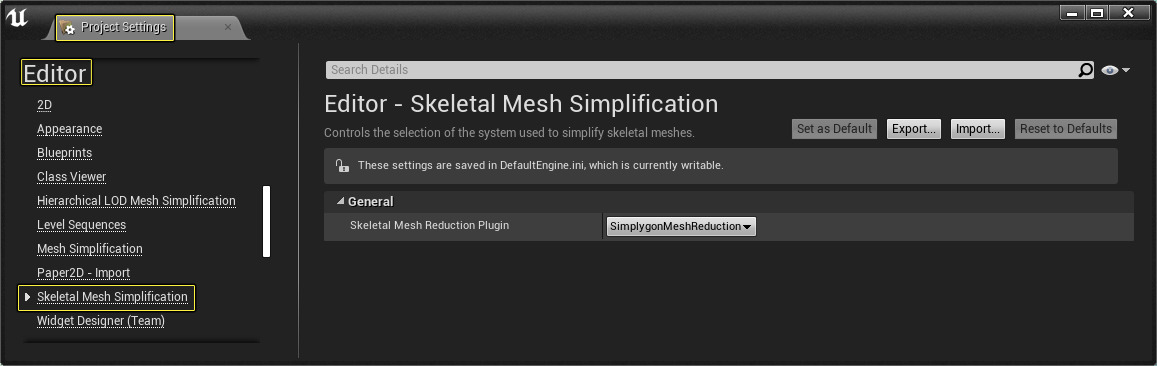 Project Settings
Editor
2D
Appearance
Blueprints
Class Viewer
Hierarchical LOD Mesh Simplification
Level Sequences
Mesh Simplification
Paper2D - Import
Skeletal Mesh Simplification
Widget Designer (Team)
Search Details
Editor - Skeletal Mesh Simplification
Controls the selection of the system used to simplify skeletal meshes.
Set as Default Export... Import... Reset to Defaults
These settings are saved in DefaultEngine.ini, which is currently writable.
General
Skeletal Mesh Reduction Plugin SimplygonMeshReduction